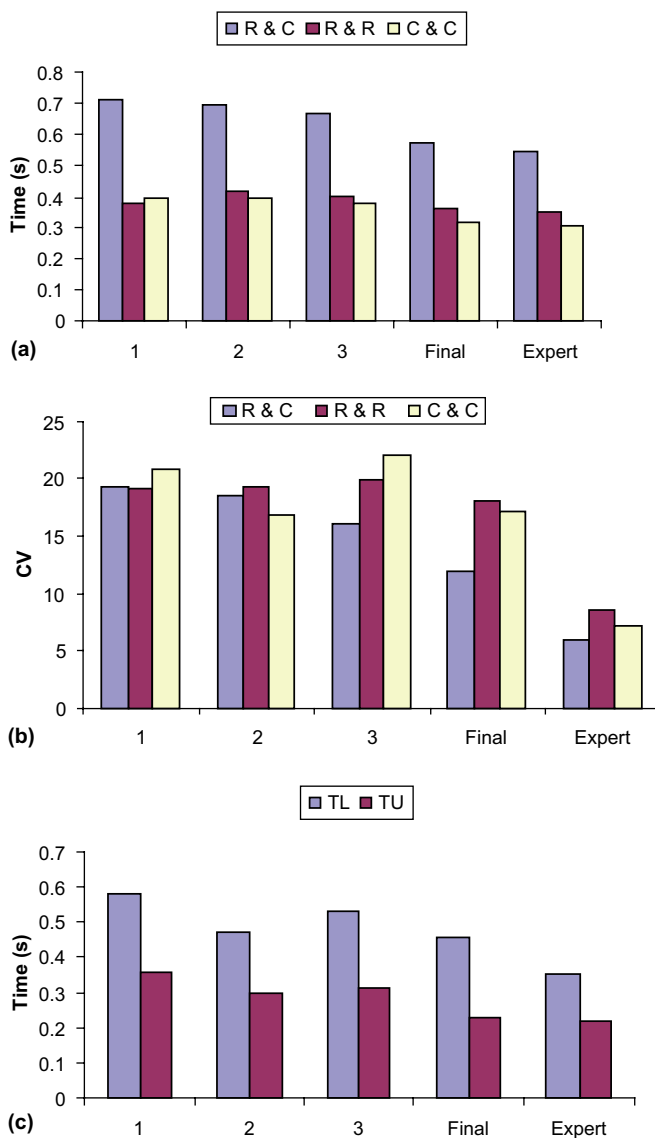 R & C R & R C & C
0.8
0.7
0.6
0.5
0.4
0.3
0.2
0.1
0
Time (s)
1 2 3 Final Expert
(a)
R & C R & R C & C
25
20
15
10
5
0
CV
1 2 3 Final Expert
(b)
TL TU
0.7
0.6
0.5
0.4
0.3
0.2
0.1
0
Time (s)
1 2 3 Final Expert
(c)